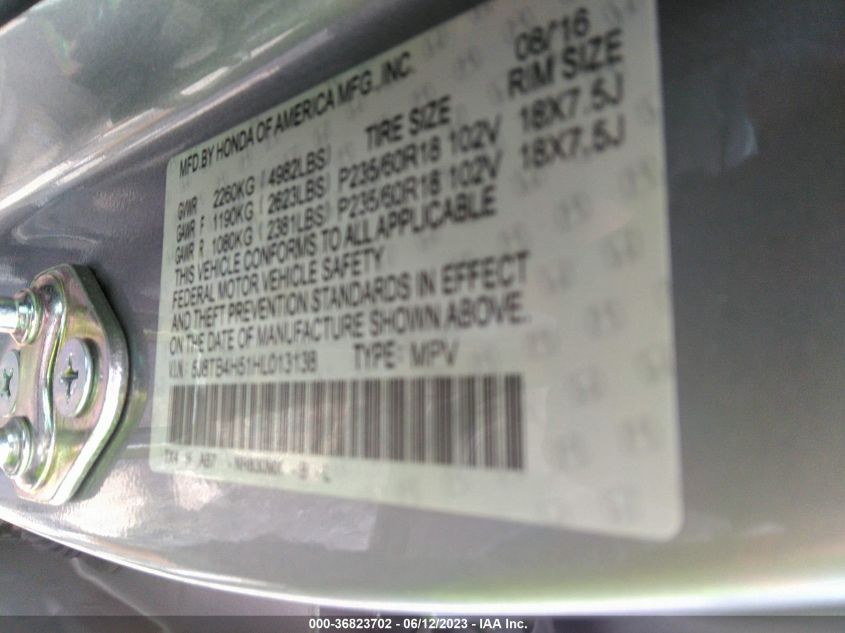 MFD.BY HONDA OF AMERICA MFG.,INC. 08/16
TIRE SIZE RIM SIZE
GVWR 2260KG (4982LBS)
GAWR F 1190KG (2623LBS) P235/60R18 102V 18X7.5J
GAWR R 1080KG (2381LBS) P235/60R18 102V 18X7.5J
THIS VEHICLE CONFORMS TO ALL APPLICABLE
FEDERAL MOTOR VEHICLE SAFETY
AND THEFT PREVENTION STANDARDS IN EFFECT
ON THE DATE OF MANUFACTURE SHOWN ABOVE.
V.I.N: 5J8TB4H51HL013138 TYPE: MPV
000-36823702 - 06/12/2023 - IAA Inc.